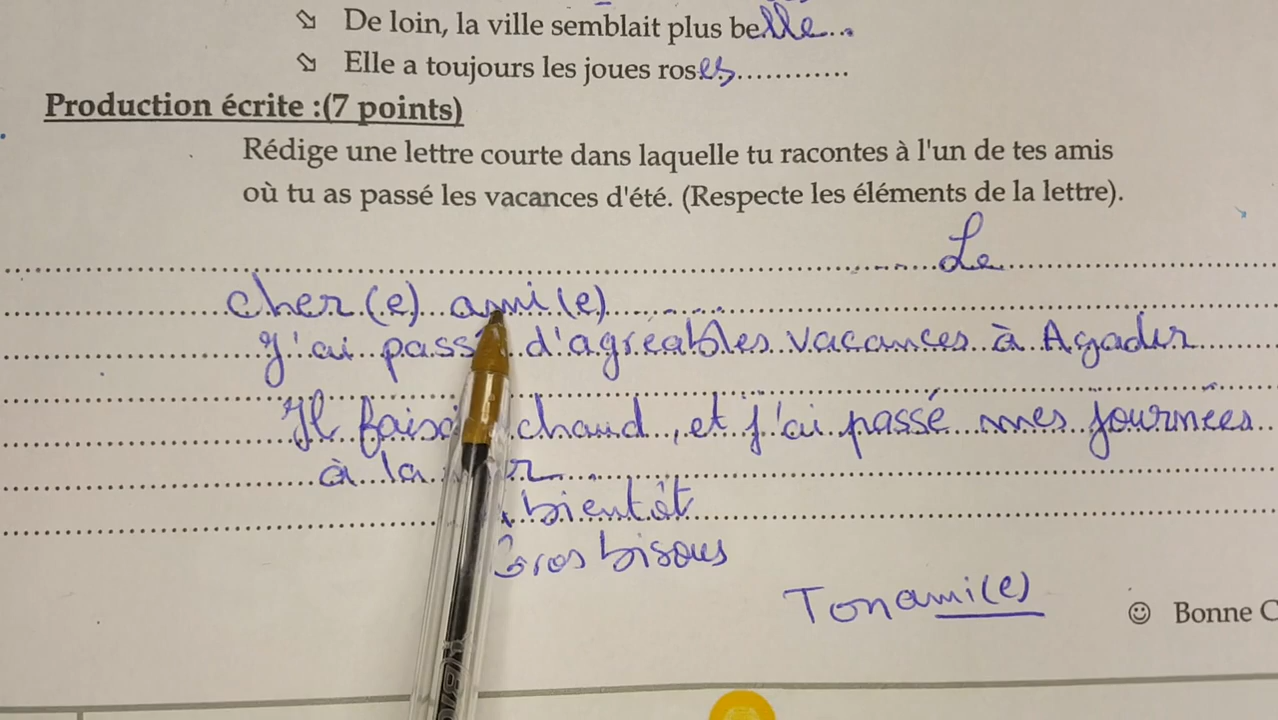 De loin, la ville semblait plus belle...
Elle a toujours les joues roses............
Production écrite :(7 points)
Rédige une lettre courte dans laquelle tu racontes à l'un de tes amis
où tu as passé les vacances d'été. (Respecte les éléments de la lettre).
Le
Cher(e) ami(e)
J'ai d'agréables vacances à Agadir
Il chaud, et j'ai passé mes journées
à la
bientôt
Gros bisous
Ton ami(e)
☺ Bonne